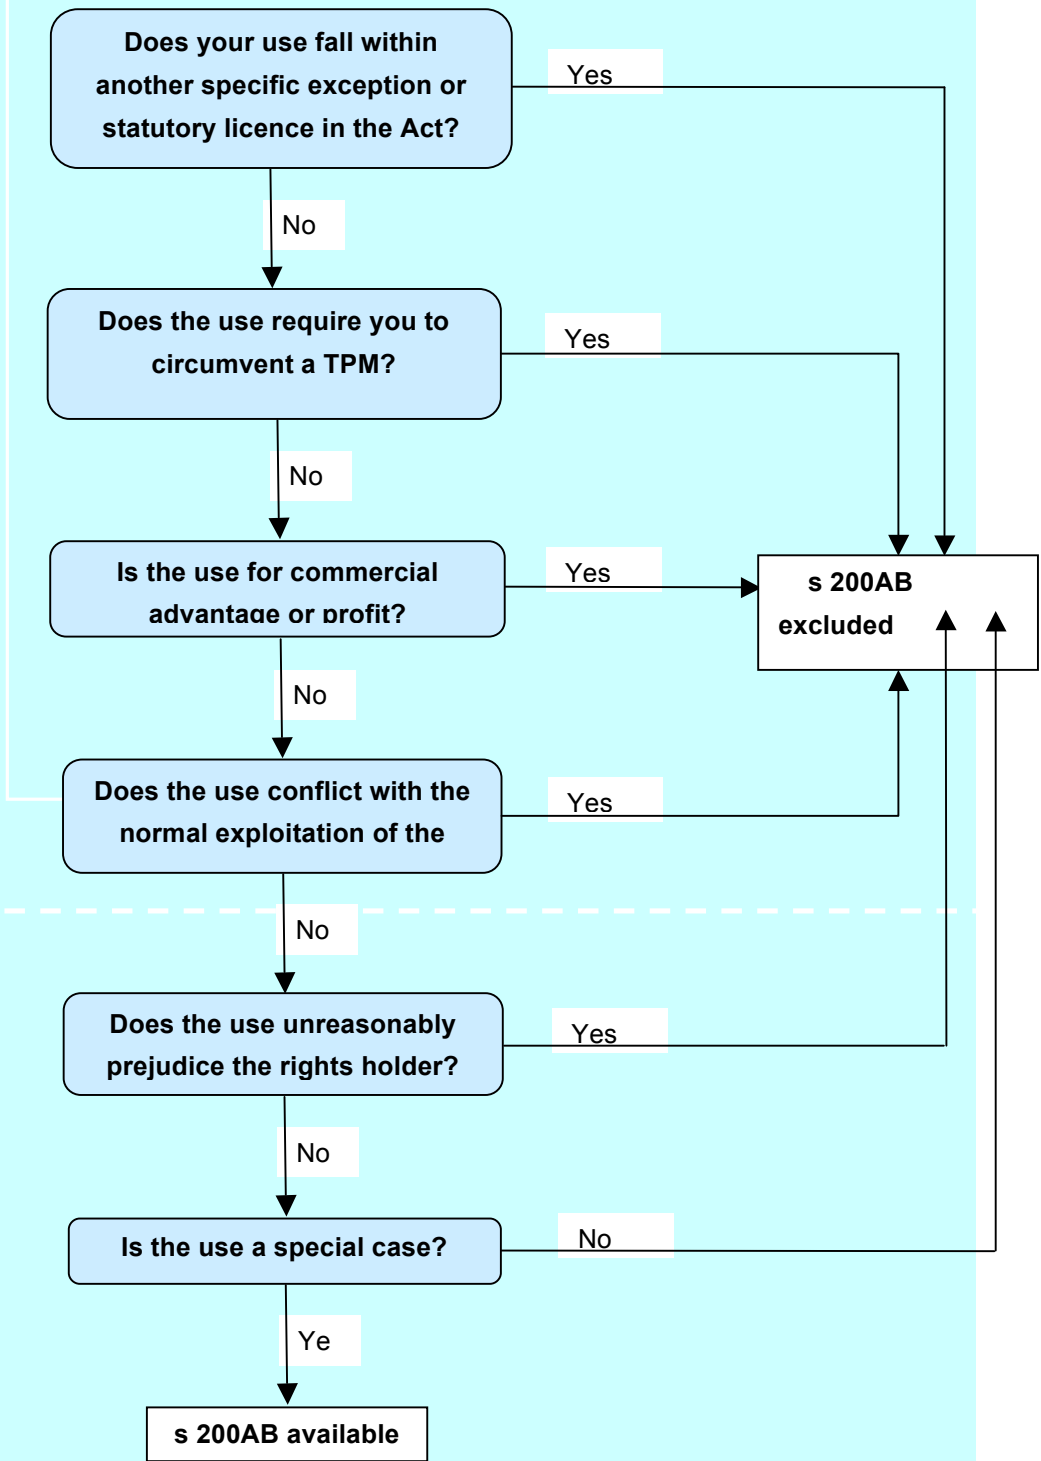 Does your use fall within
another specific exception or
statutory licence in the Act?
Yes
No
Does the use require you to
circumvent a TPM?
Yes
No
Is the use for commercial
advantage or profit?
Yes
s 200AB
excluded
No
Does the use conflict with the
normal exploitation of the
Yes
No
Does the use unreasonably
prejudice the rights holder?
Yes
No
Is the use a special case?
No
Ye
s 200AB available